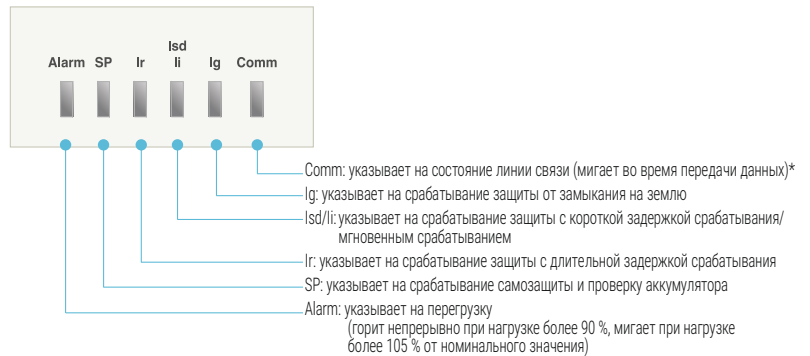 Isd
Alarm SP Ir Ii Ig Comm
Comm: указывает на состояние линии связи (мигает во время передачи данных)*
Ig: указывает на срабатывание защиты от замыкания на землю
Isd/Ii: указывает на срабатывание защиты с короткой задержкой срабатывания/
мгновенным срабатыванием
Ir: указывает на срабатывание защиты с длительной задержкой срабатывания
SP: указывает на срабатывание самозащиты и проверку аккумулятора
Alarm: указывает на перегрузку
(горит непрерывно при нагрузке более 90 %, мигает при нагрузке
более 105 % от номинального значения)